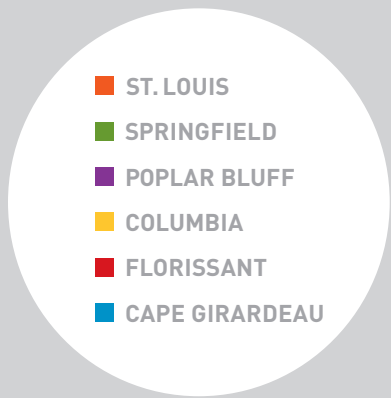 ST. LOUIS
SPRINGFIELD
POPLAR BLUFF
COLUMBIA
FLORISSANT
CAPE GIRARDEAU